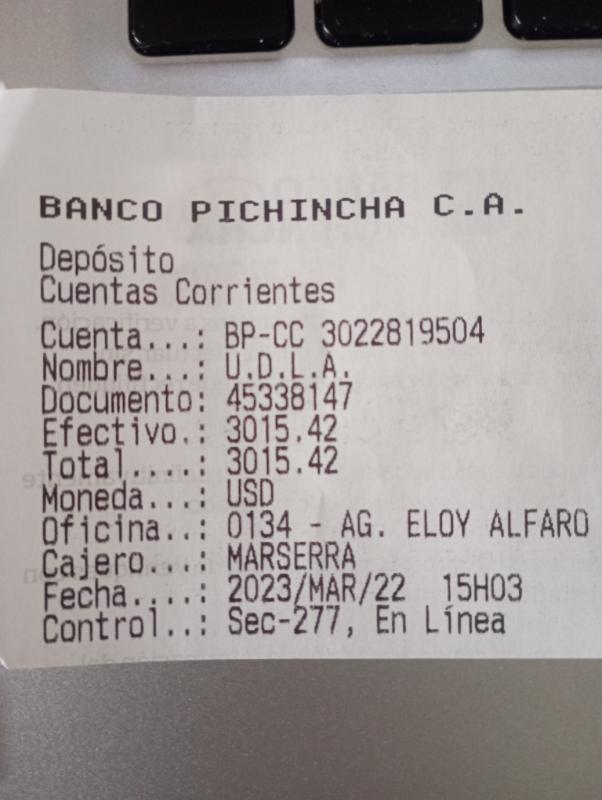 BANCO PICHINCHA C.A.
Depósito
Cuentas Corrientes
Cuenta...: BP-CC 3022819504
Nombre...: U.D.L.A.
Documento: 45338147
Efectivo.: 3015.42
Total....: 3015.42
Moneda...: USD
Oficina..: 0134 - AG. ELOY ALFARO
Cajero...: MARSERRA
Fecha....: 2023/MAR/22 15H03
Control..: Sec-277, En Línea